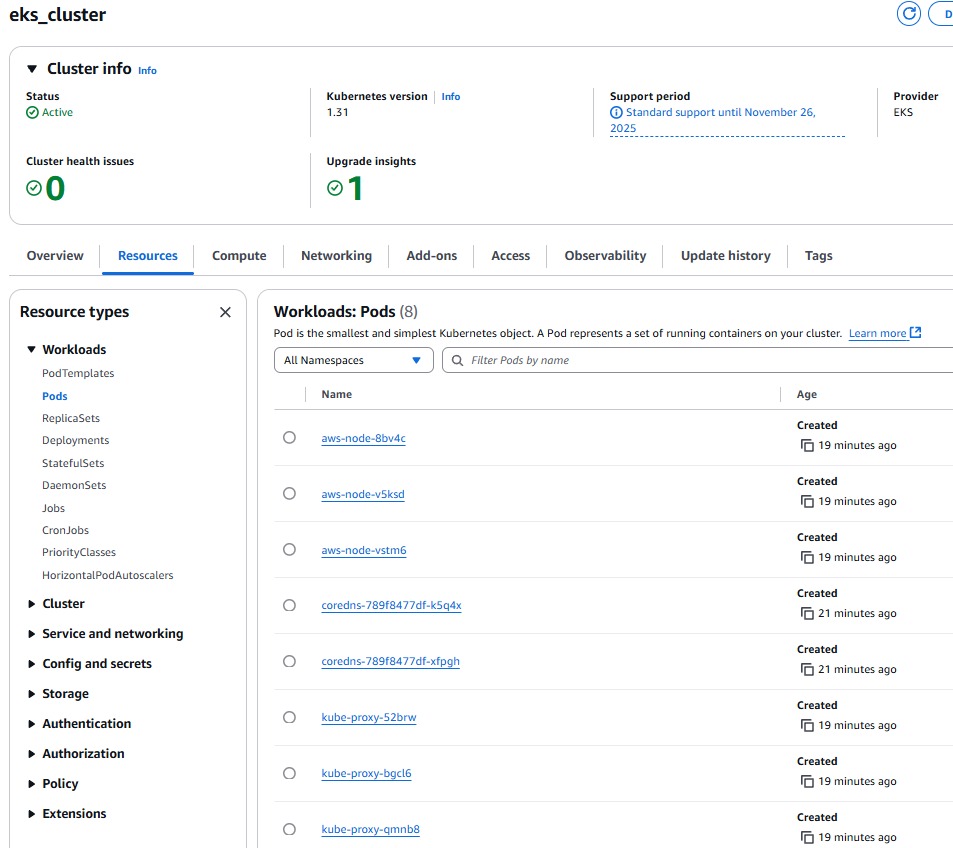 eks_cluster
D
Cluster info Info
Status
Active
Kubernetes version Info
1.31
Support period
Standard support until November 26,
2025
Provider
EKS
Cluster health issues
0
Upgrade insights
1
Overview Resources Compute Networking Add-ons Access Observability Update history Tags
Resource types
Workloads
PodTemplates
Pods
ReplicaSets
Deployments
StatefulSets
DaemonSets
Jobs
CronJobs
PriorityClasses
HorizontalPodAutoscalers
Cluster
Service and networking
Config and secrets
Storage
Authentication
Authorization
Policy
Extensions
Workloads: Pods (8)
Pod is the smallest and simplest Kubernetes object. A Pod represents a set of running containers on your cluster. Learn more
All Namespaces
Filter Pods by name
Name Age
aws-node-8bv4c
Created
19 minutes ago
aws-node-v5ksd
Created
19 minutes ago
aws-node-vstm6
Created
19 minutes ago
coredns-789f8477df-k5q4x
Created
21 minutes ago
coredns-789f8477df-xfpgh
Created
21 minutes ago
kube-proxy-52brw
Created
19 minutes ago
kube-proxy-bgcl6
Created
19 minutes ago
kube-proxy-qmnb8
Created
19 minutes ago